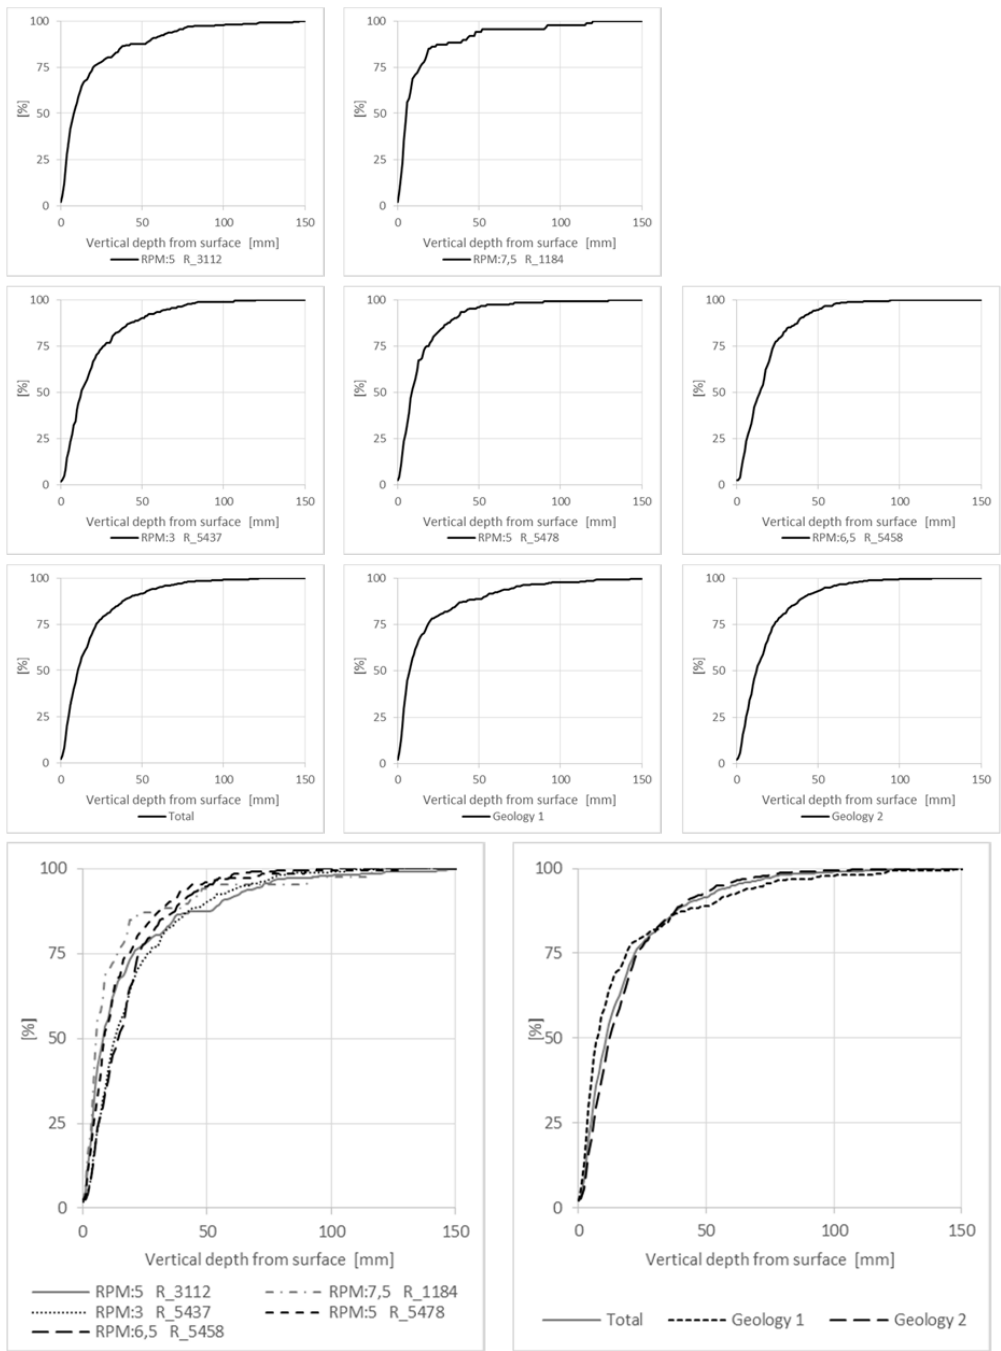 100
75
50
25
0
[%]
0 50 100 150
Vertical depth from surface [mm]
RPM:5 R_3112
100
75
50
25
0
[%]
0 50 100 150
Vertical depth from surface [mm]
RPM:7,5 R_1184
100
75
50
25
0
[%]
0 50 100 150
Vertical depth from surface [mm]
RPM:3 R_5437
100
75
50
25
0
[%]
0 50 100 150
Vertical depth from surface [mm]
RPM:5 R_5478
100
75
50
25
0
[%]
0 50 100 150
Vertical depth from surface [mm]
RPM:6,5 R_5458
100
75
50
25
0
[%]
0 50 100 150
Vertical depth from surface [mm]
Total
100
75
50
25
0
[%]
0 50 100 150
Vertical depth from surface [mm]
Geology 1
100
75
50
25
0
[%]
0 50 100 150
Vertical depth from surface [mm]
Geology 2
100
75
50
25
0
[%]
0 50 100 150
Vertical depth from surface [mm]
RPM:5 R_3112 RPM:7,5 R_1184
RPM:3 R_5437 RPM:5 R_5478
RPM:6,5 R_5458
100
75
50
25
0
[%]
0 50 100 150
Vertical depth from surface [mm]
Total Geology 1 Geology 2